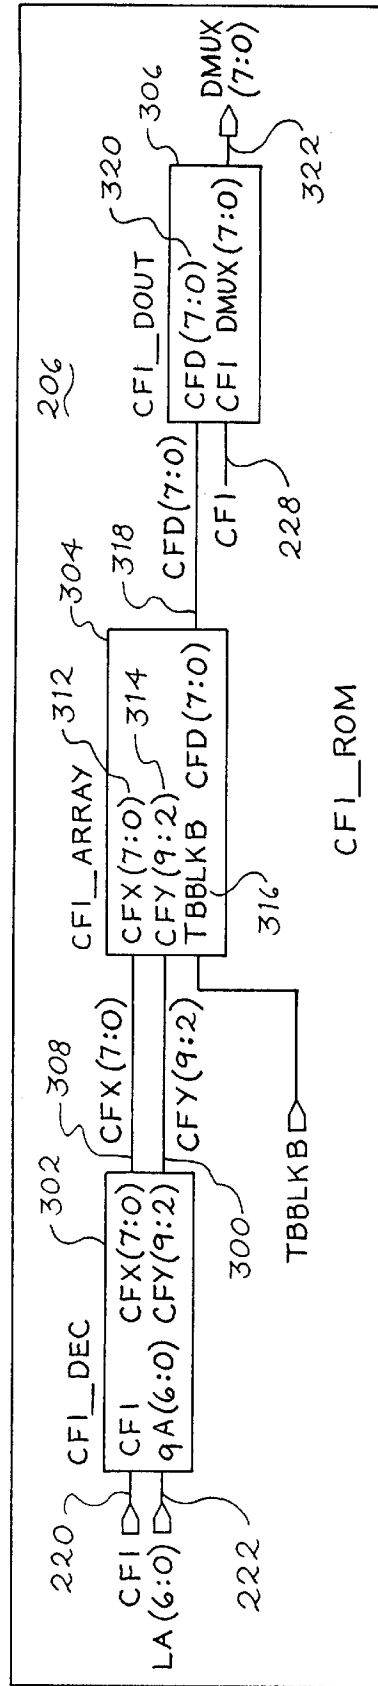 206
CFI_DEC
302
308
CFI
220
CFI
CFX(7:0)
CFX(7:0)
LA(6:0)
222
qA(6:0)
CFY(9:2)
300
CFY(9:2)
TBBLKB
CFI_ARRAY
312
304
CFX(7:0)
314
CFY(9:2)
TBBLKB
CFD(7:0)
316
318
CFD(7:0)
CFI
228
CFI_DOUT
320
306
CFD(7:0)
CFI
DMUX(7:0)
DMUX
(7:0)
322
CFI_ROM